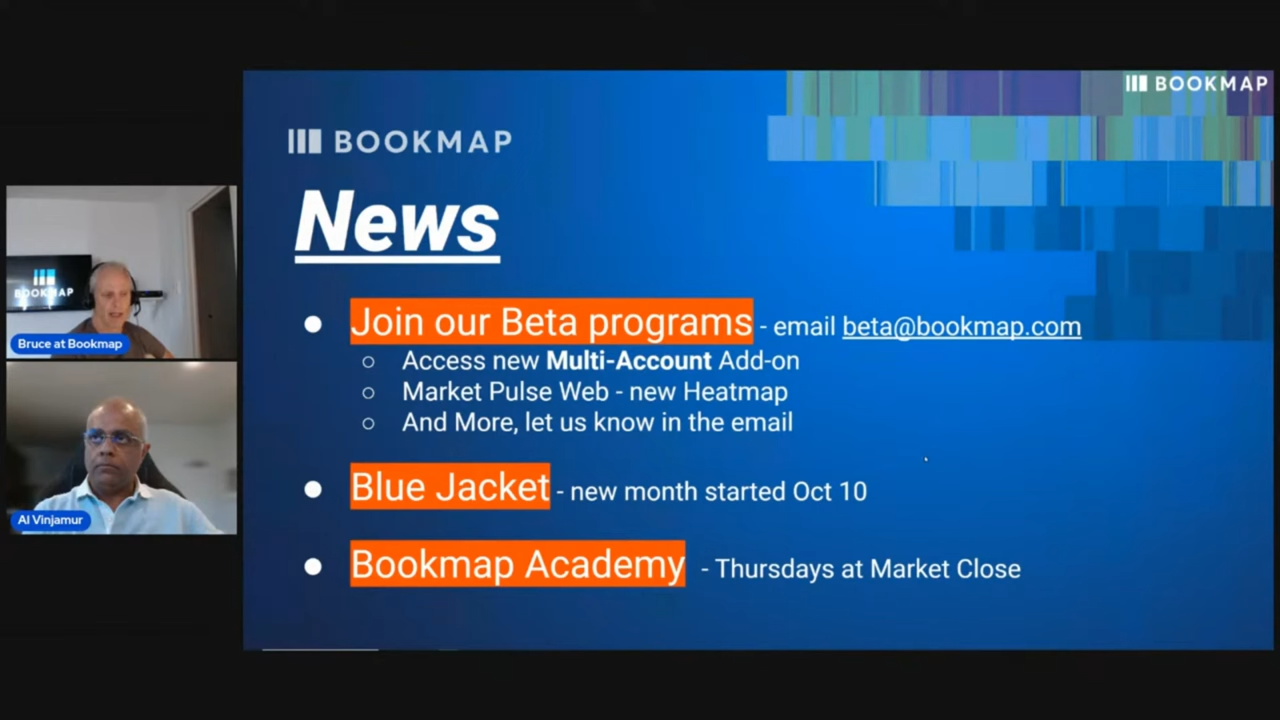 BOOKMAP
BOOKMAP
News
Join our Beta programs - email beta@bookmap.com
Access new Multi-Account Add-on
Market Pulse Web - new Heatmap
And More, let us know in the email
Blue Jacket - new month started Oct 10
Bookmap Academy - Thursdays at Market Close
BOOKMAP
Bruce at Bookmap
Al Vinjamur